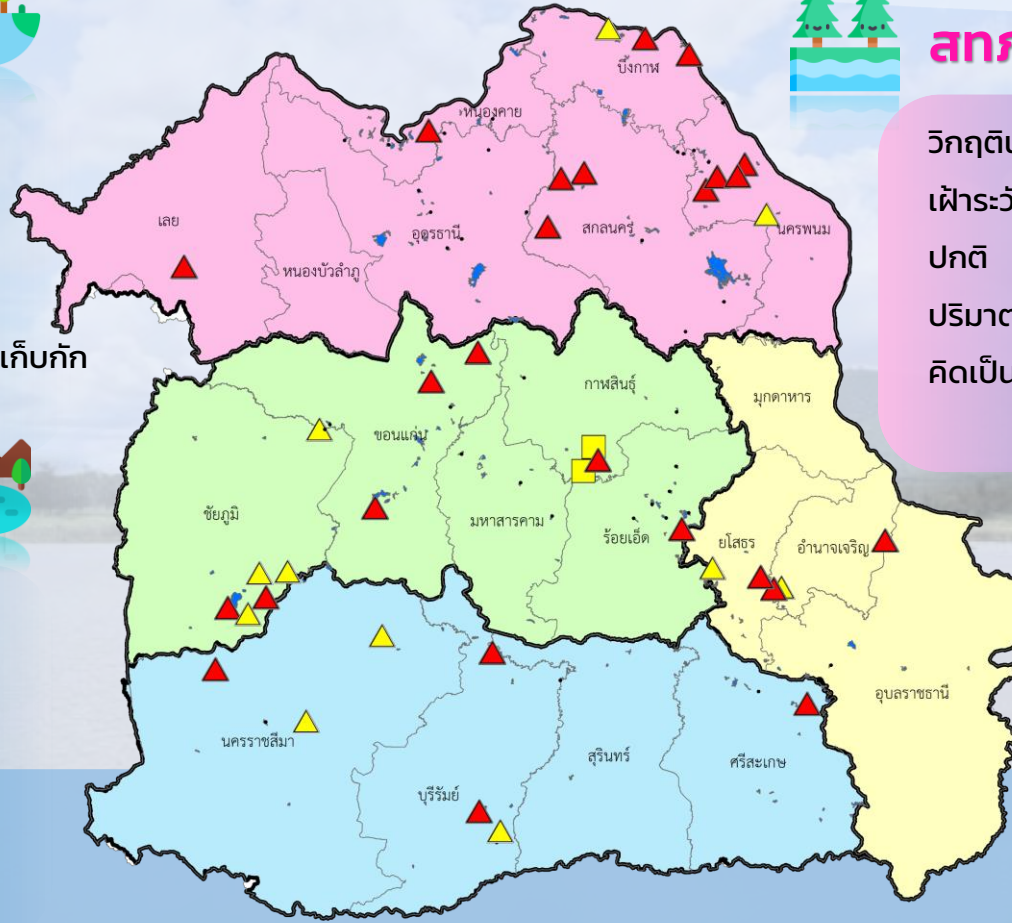 สทภ
วิกฤติ
เฝ้าระวั
ปกติ
ปริมาต
คิดเป็น
เก็บกัก
บึงกาฬ
หนองคาย
เลย
อุดรธานี
สกลนคร
นครพนม
หนองบัวลำภู
กาฬสินธุ์
มุกดาหาร
ขอนแก่น
ชัยภูมิ
มหาสารคาม
ร้อยเอ็ด
ยโสธร
อำนาจเจริญ
อุบลราชธานี
นครราชสีมา
สุรินทร์
ศรีสะเกษ
บุรีรัมย์